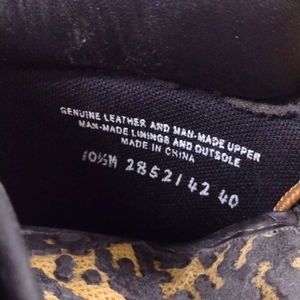 GENUINE LEATHER AND MAN-MADE UPPER
MAN-MADE LININGS AND OUTSOLE
MADE IN CHINA
10½M 28521 42 40